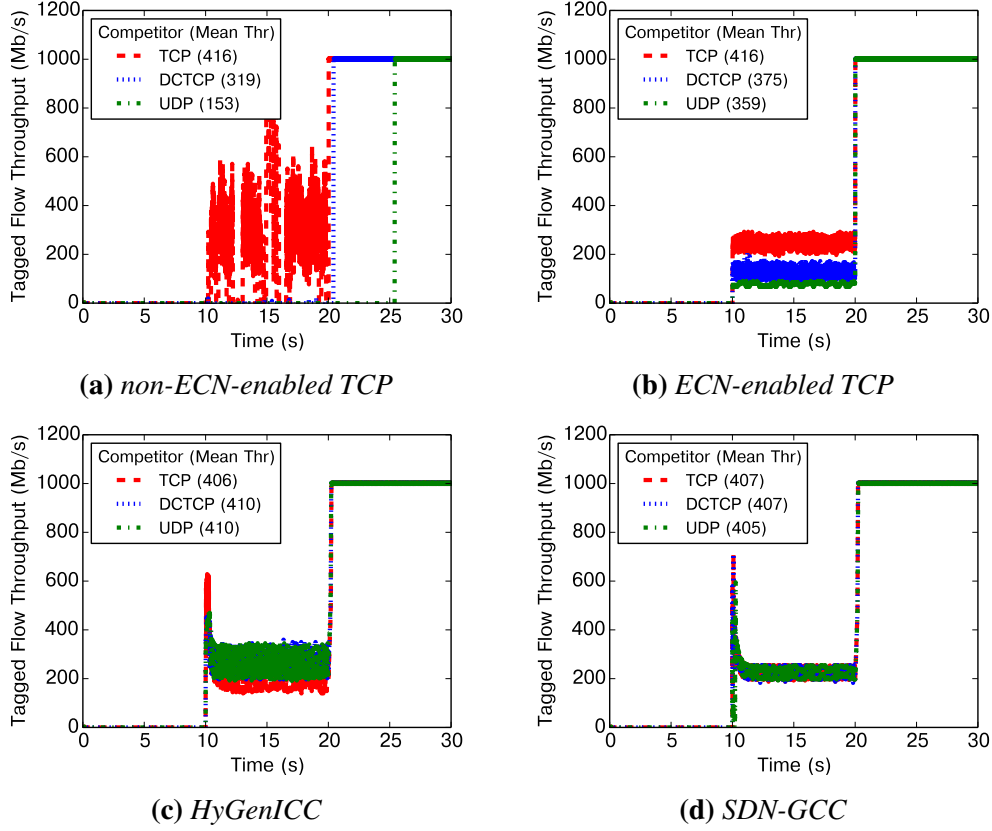 1200
1000
800
600
400
200
0
Tagged Flow Throughput (Mb/s)
Competitor (Mean Thr)
TCP (416)
DCTCP (319)
UDP (153)
0 5 10 15 20 25 30
Time (s)
(a) non-ECN-enabled TCP
1200
1000
800
600
400
200
0
Tagged Flow Throughput (Mb/s)
Competitor (Mean Thr)
TCP (416)
DCTCP (375)
UDP (359)
0 5 10 15 20 25 30
Time (s)
(b) ECN-enabled TCP
1200
1000
800
600
400
200
0
Tagged Flow Throughput (Mb/s)
Competitor (Mean Thr)
TCP (406)
DCTCP (410)
UDP (410)
0 5 10 15 20 25 30
Time (s)
(c) HyGenICC
1200
1000
800
600
400
200
0
Tagged Flow Throughput (Mb/s)
Competitor (Mean Thr)
TCP (407)
DCTCP (407)
UDP (405)
0 5 10 15 20 25 30
Time (s)
(d) SDN-GCC